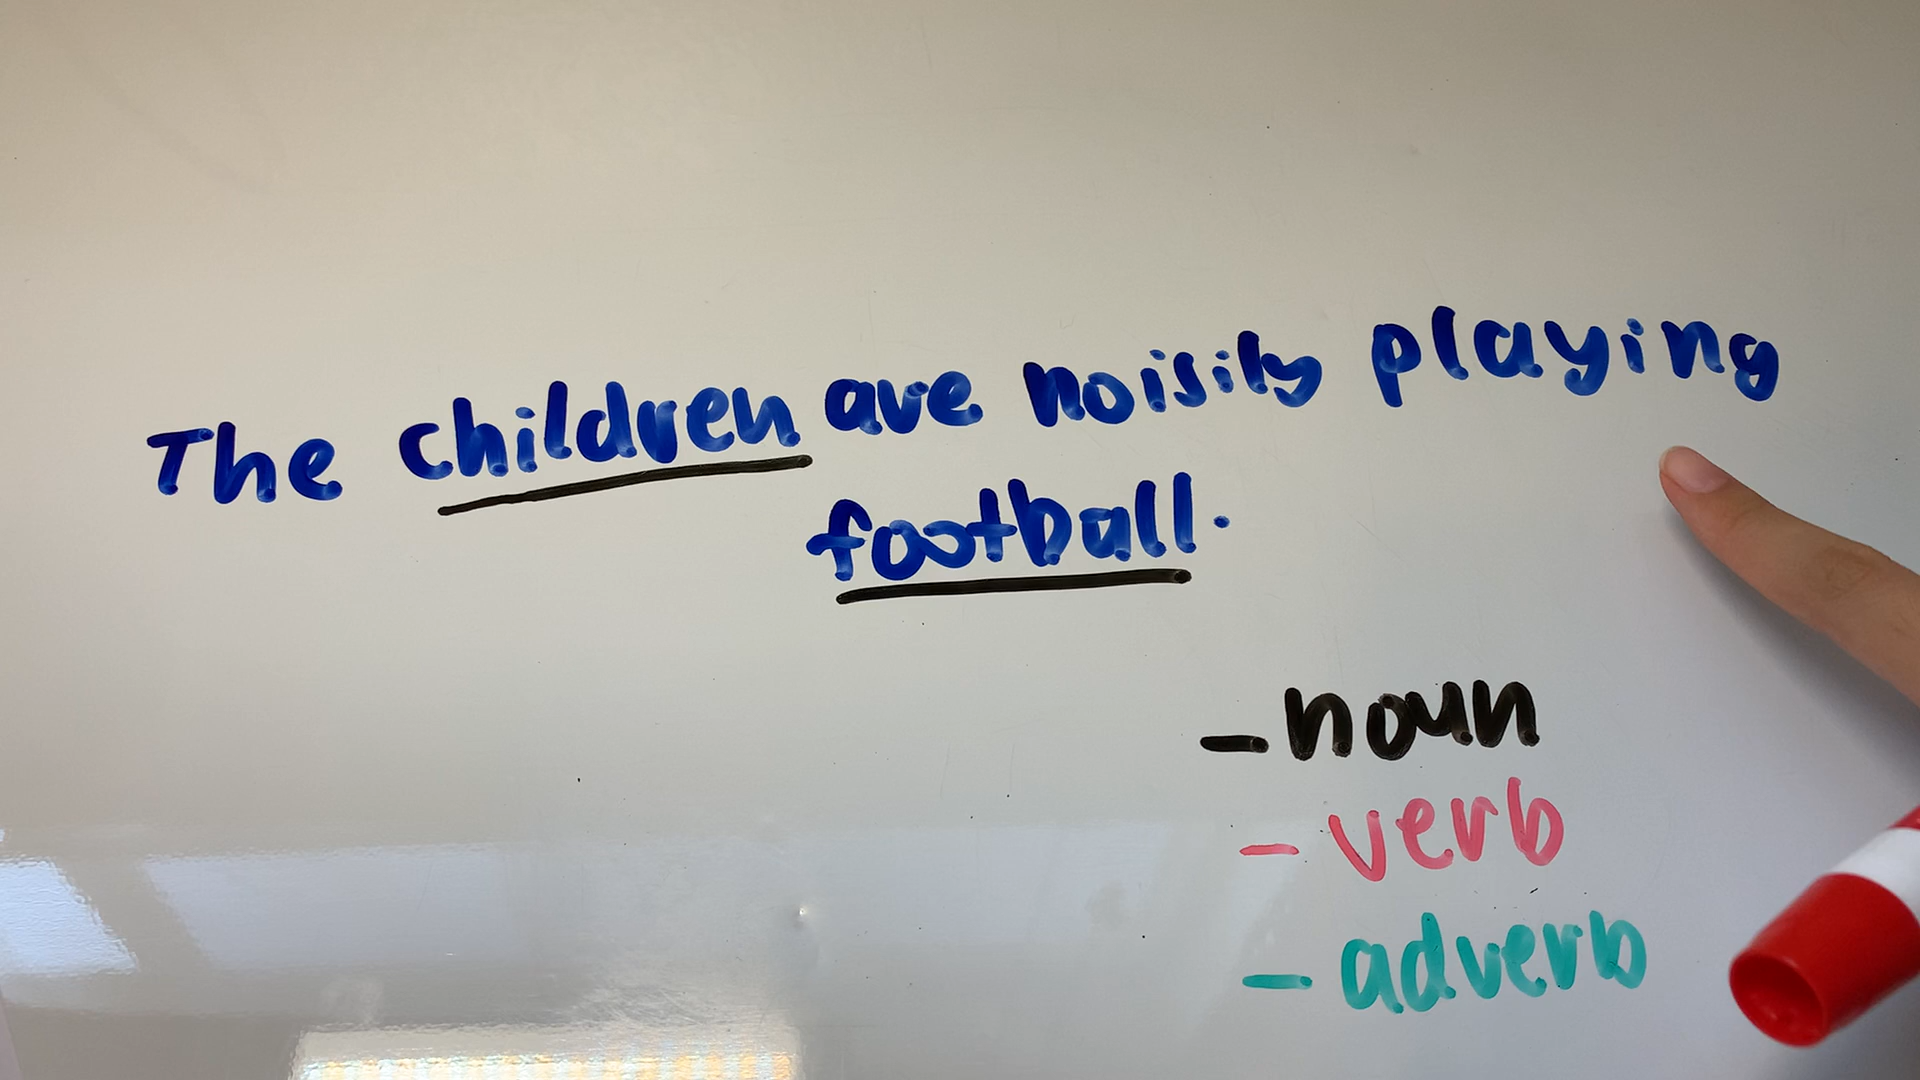 The children are noisily playing
football.
- noun
- verb
- adverb